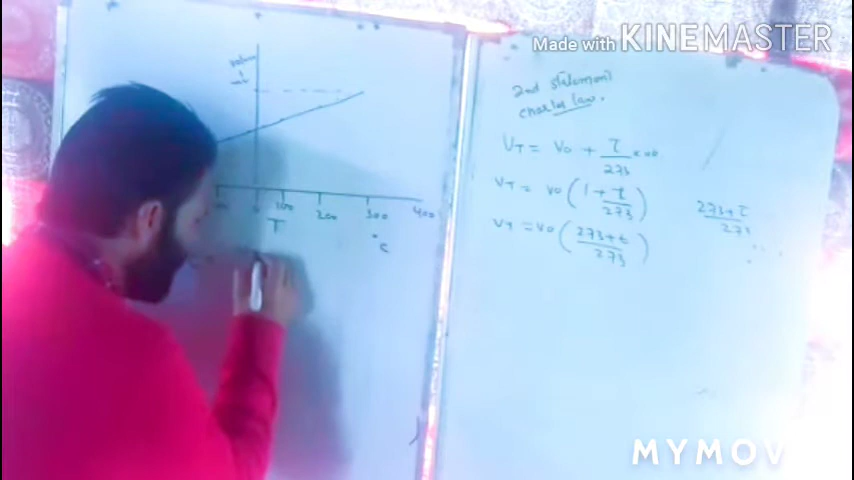 Made with KINEMASTER
volume
100 200 300 400
T
°C
2nd statement
Charles law.
VT = V0 + T/273 × V0
VT = V0 (1 + T/273)
VT = V0 (273+t/273)
273+T/273
MYMOV